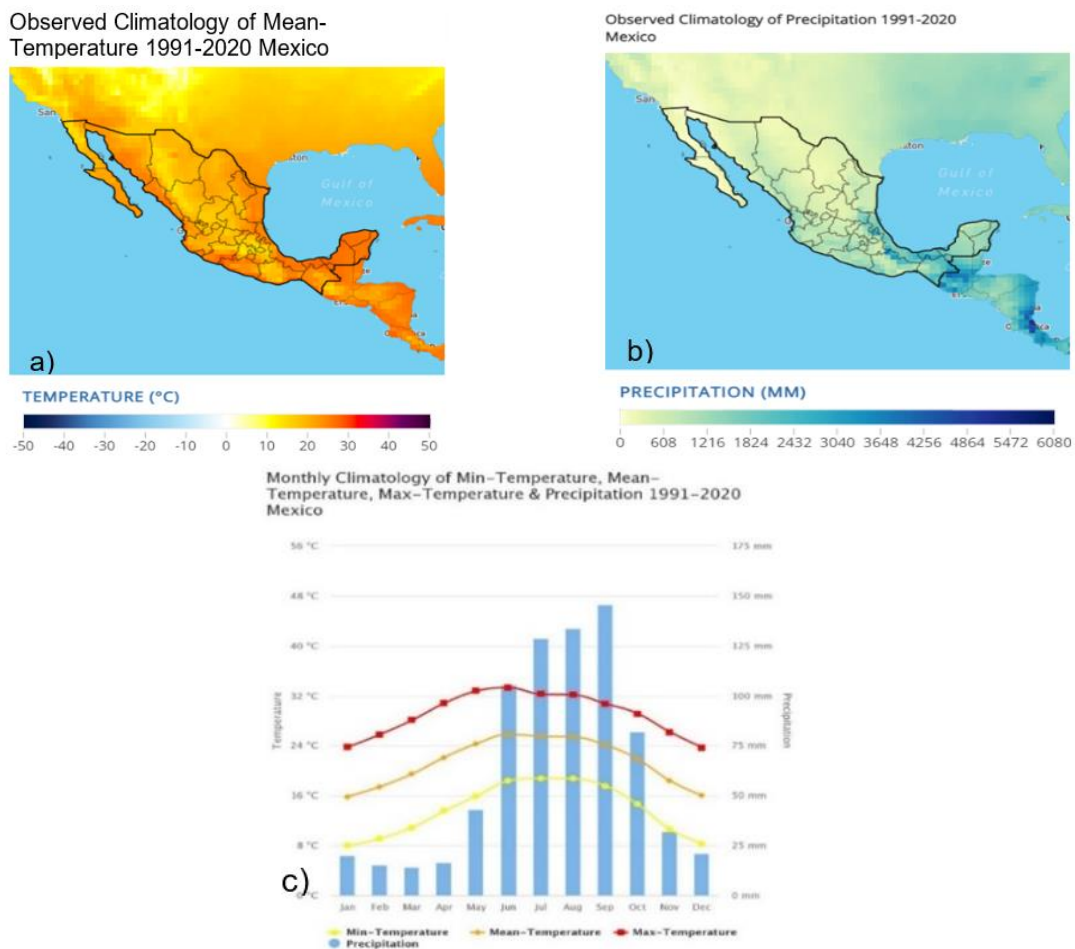 Observed Climatology of Mean-
Temperature 1991-2020 Mexico
San
ston
Gulf of
Mexico
a)
TEMPERATURE (°C)
-50 -40 -30 -20 -10 0 10 20 30 40 50
Observed Climatology of Precipitation 1991-2020
Mexico
San
ston
Gulf of
Mexico
b)
PRECIPITATION (MM)
0 608 1216 1824 2432 3040 3648 4256 4864 5472 6080
Monthly Climatology of Min-Temperature, Mean-
Temperature, Max-Temperature & Precipitation 1991-2020
Mexico
56 °C 175 mm
48 °C 150 mm
40 °C 125 mm
32 °C 100 mm
24 °C 75 mm
16 °C 50 mm
8 °C 25 mm
0 °C 0 mm
Temperature
Precipitation
c)
Jan Feb Mar Apr May Jun Jul Aug Sep Oct Nov Dec
Min-Temperature Mean-Temperature Max-Temperature
Precipitation